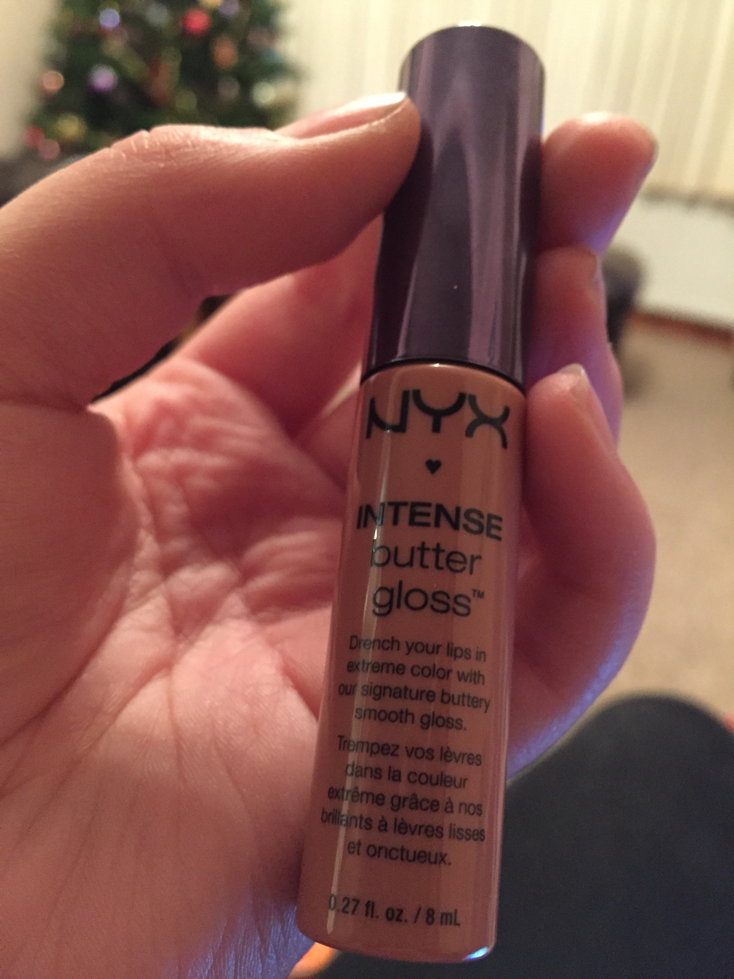 NYX
INTENSE
butter
gloss™
Drench your lips in
extreme color with
our signature buttery
smooth gloss.
Trempez vos lèvres
dans la couleur
extrême grâce à nos
brillants à lèvres lisses
et onctueux.
0.27 fl. oz. / 8 mL